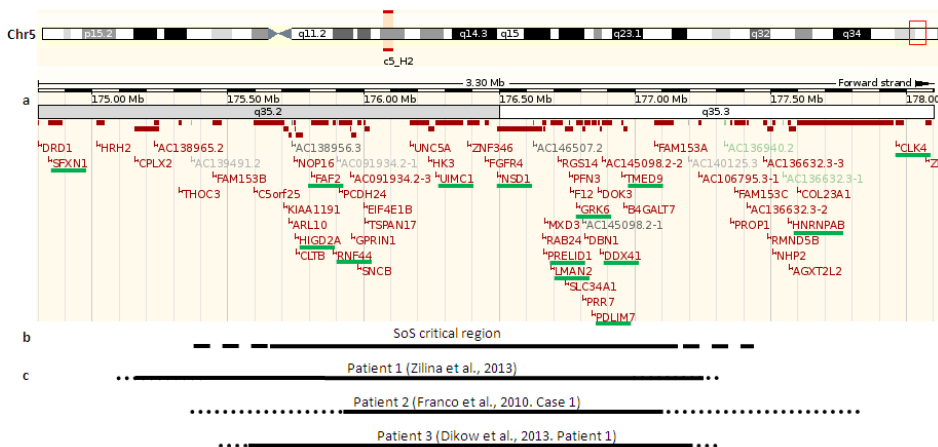 Chr5 p15.2 q11.2 q14.3 q15 q23.1 q32 q34
c5_H2
3.30 Mb Forward strand
a 175.00 Mb 175.50 Mb 176.00 Mb 176.50 Mb 177.00 Mb 177.50 Mb 178.0
q35.2 q35.3
DRD1 HRH2 AC138965.2 AC138956.3 UNC5A ZNF346 AC146507.2 FAM153A AC136940.2 CLK4
SFXN1 CPLX2 AC139491.2 NOP16 AC091934.2-1 HK3 FGFR4 RGS14 AC145098.2-2 AC140125.3 AC136632.3-3
FAM153B FAF2 AC091934.2-3 UIMC1 NSD1 PFN3 TMED9 AC106795.1-1 AC136632.3-1
THOC3 C5orf25 PCDH24 F12 DOK3 FAM153C COL23A1
KIAA1191 EIF4E1B GRK6 B4GALT7 AC136632.3-2
ARL10 TSPAN17 MXD3 AC145098.2-1 PROP1 HNRNPAB
HIGD2A GPRIN1 RAB24 DBN1 RMND5B
CLTB RNF44 PRELID1 DDX41 NHP2
SNCB LMAN2 AGXT2L2
SLC34A1
PRR7
PDLIM7
b SoS critical region
c Patient 1 (Zilina et al., 2013)
Patient 2 (Franco et al., 2010. Case 1)
Patient 3 (Dikow et al., 2013. Patient 1)